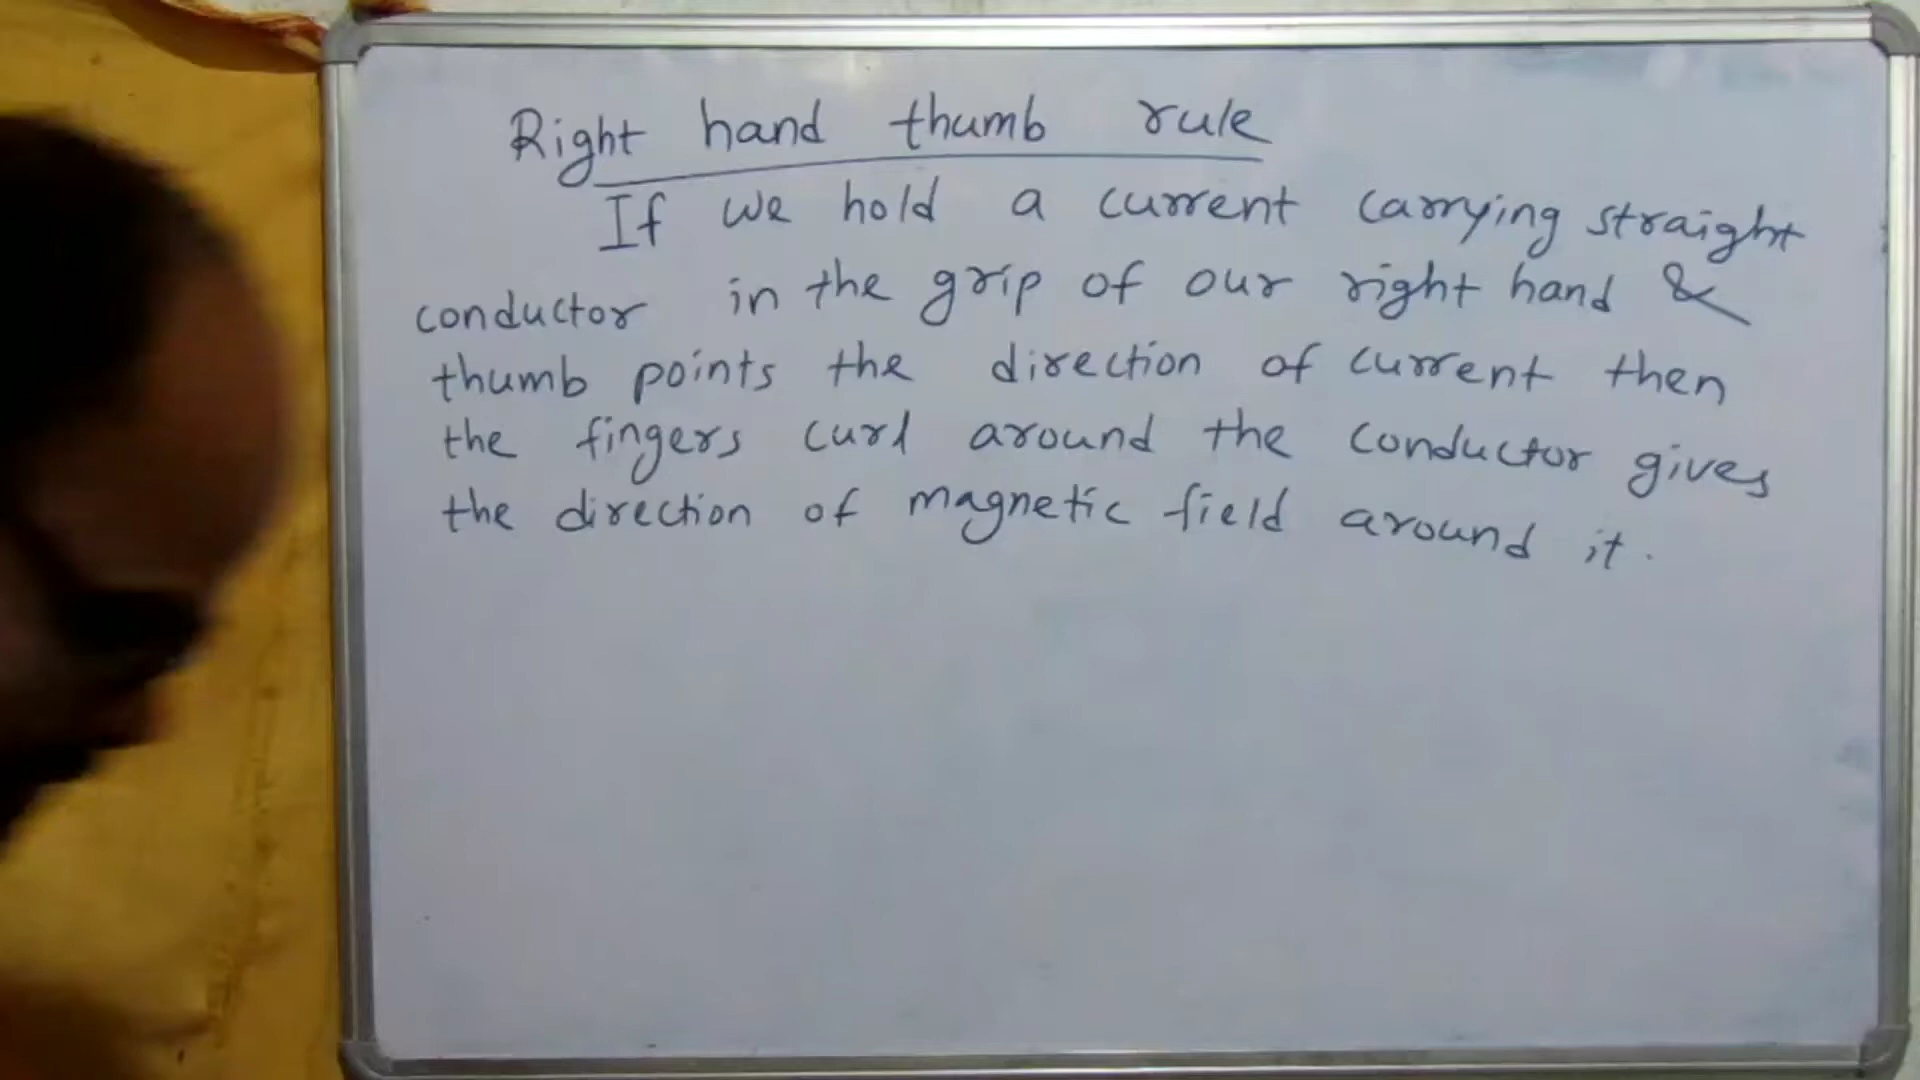 Right hand thumb rule
If we hold a current carrying straight
conductor in the grip of our right hand &
thumb points the direction of current then
the fingers curl around the conductor gives
the direction of magnetic field around it.